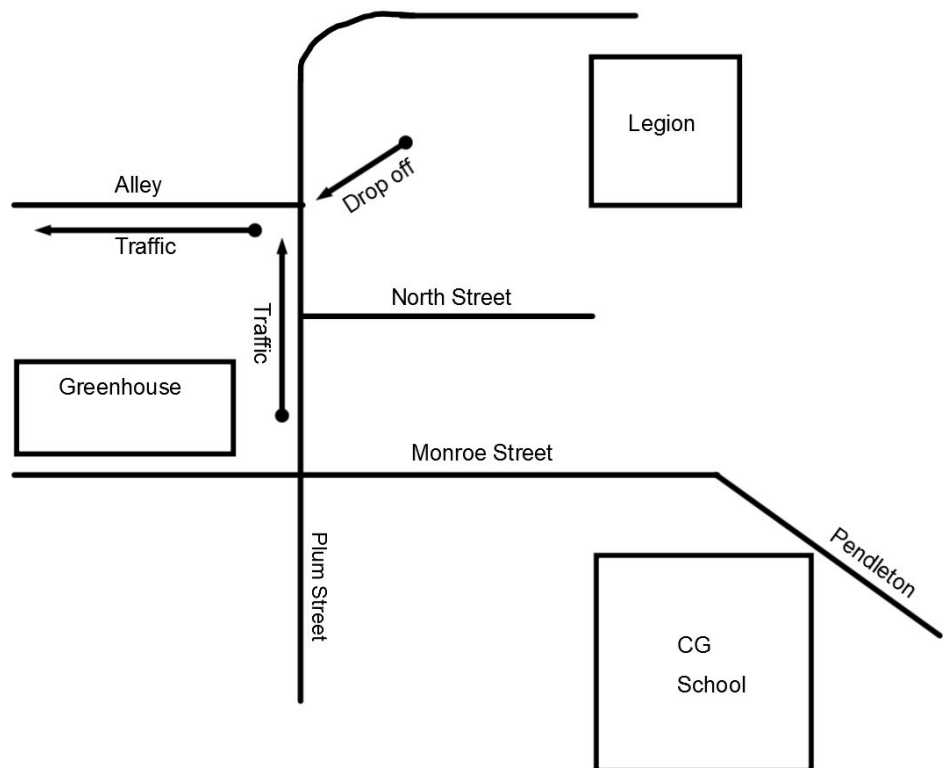 Legion
Drop off
Alley
Traffic
North Street
Traffic
Greenhouse
Monroe Street
Plum Street
Pendleton
CG
School